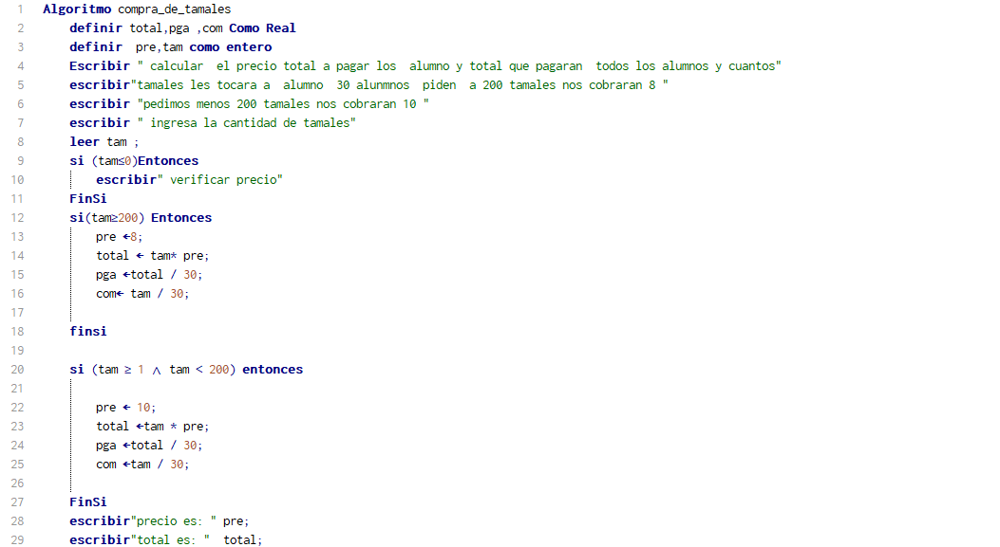 1 Algoritmo compra_de_tamales
2 definir total,pga ,com Como Real
3 definir  pre,tam como entero
4 Escribir " calcular  el precio total a pagar los  alumno y total que pagaran  todos los alumnos y cuantos"
5 escribir"tamales les tocara a  alumno  30 alunmnos  piden  a 200 tamales nos cobraran 8 "
6 escribir "pedimos menos 200 tamales nos cobraran 10 "
7 escribir " ingresa la cantidad de tamales"
8 leer tam ;
9 si (tam≤0)Entonces
10 escribir" verificar precio"
11 FinSi
12 si(tam≥200) Entonces
13 pre ←8;
14 total ← tam* pre;
15 pga ←total / 30;
16 com← tam / 30;
17
18 finsi
19
20 si (tam ≥ 1 ∧ tam < 200) entonces
21
22 pre ← 10;
23 total ←tam * pre;
24 pga ←total / 30;
25 com ←tam / 30;
26
27 FinSi
28 escribir"precio es: " pre;
29 escribir"total es: "  total;